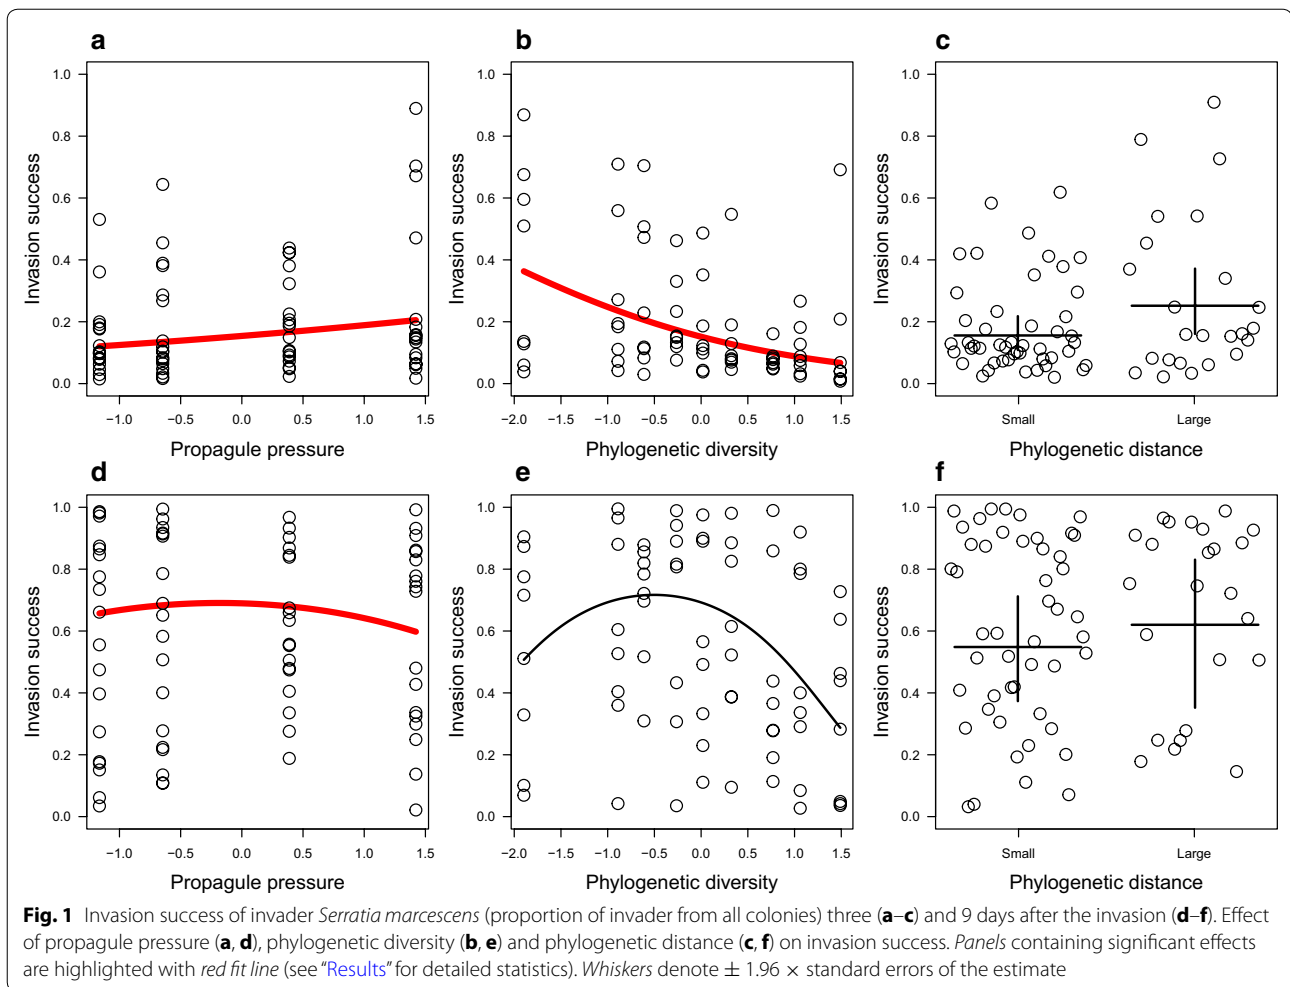 a
b
c
1.0
0.8
0.6
0.4
0.2
0.0
Invasion success
−1.0 −0.5 0.0 0.5 1.0 1.5
Propagule pressure
1.0
0.8
0.6
0.4
0.2
0.0
Invasion success
−2.0 −1.5 −1.0 −0.5 0.0 0.5 1.0 1.5
Phylogenetic diversity
1.0
0.8
0.6
0.4
0.2
0.0
Invasion success
Small Large
Phylogenetic distance
d
e
f
1.0
0.8
0.6
0.4
0.2
0.0
Invasion success
−1.0 −0.5 0.0 0.5 1.0 1.5
Propagule pressure
1.0
0.8
0.6
0.4
0.2
0.0
Invasion success
−2.0 −1.5 −1.0 −0.5 0.0 0.5 1.0 1.5
Phylogenetic diversity
1.0
0.8
0.6
0.4
0.2
0.0
Invasion success
Small Large
Phylogenetic distance
Fig. 1 Invasion success of invader Serratia marcescens (proportion of invader from all colonies) three (a–c) and 9 days after the invasion (d–f). Effect
of propagule pressure (a, d), phylogenetic diversity (b, e) and phylogenetic distance (c, f) on invasion success. Panels containing significant effects
are highlighted with red fit line (see “Results” for detailed statistics). Whiskers denote ± 1.96 × standard errors of the estimate